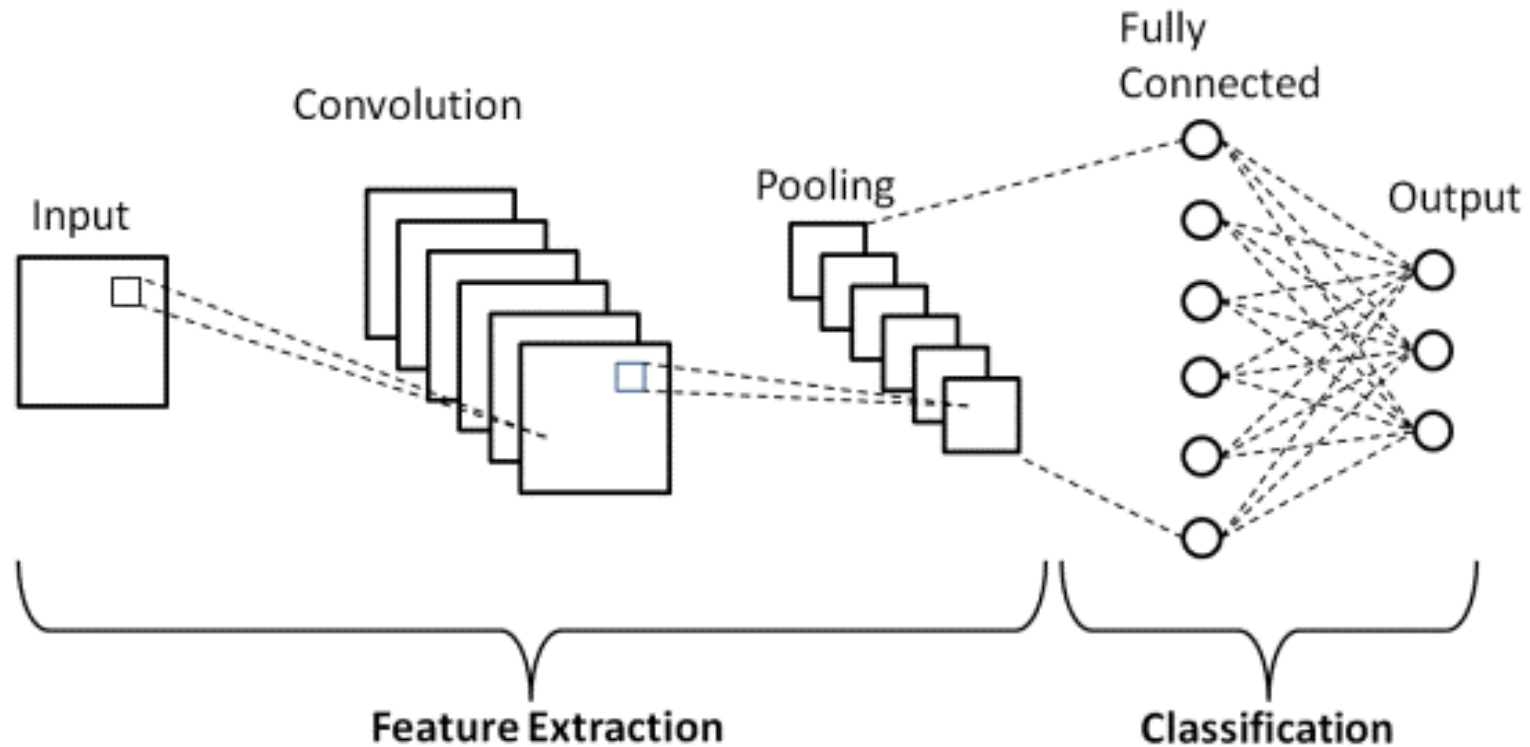 Fully
Connected
Convolution
Pooling
Output
Input
Feature Extraction
Classification